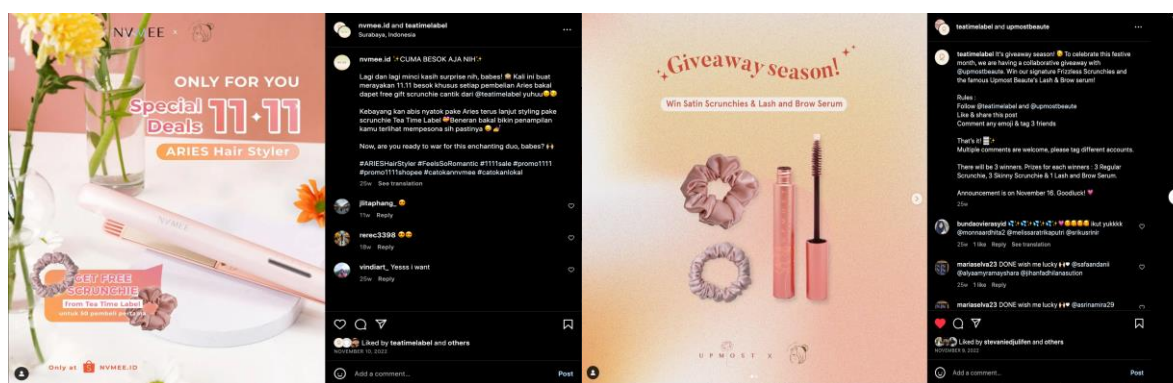 NVMEE ×
ONLY FOR YOU
Special
Deals
11.11
ARIES Hair Styler
NVMEE
GET FREE
SCRUNCHIE
from Tea Time Label
untuk 50 pembeli pertama
Only at NVMEE.ID
nvmee.id and teatimelabel
Surabaya, Indonesia
nvmee.id ✨CUMA BESOK AJA NIH✨
Lagi dan lagi minci kasih surprise nih, babes! Kali ini buat
merayakan 11.11 besok khusus setiap pembelian Aries bakal
dapet free gift scrunchie cantik dari @teatimelabel yuhuu
Kebayang kan abis nyatok pake Aries terus lanjut styling pake
scrunchie Tea Time Label Beneran bakal bikin penampilan
kamu terlihat mempesona sih pastinya
Now, are you ready to war for this enchanting duo, babes?
#ARIESHairStyler #FeelsSoRomantic #1111sale #promo1111
#promo1111shopee #catokannvmee #catokanlokal
25w See translation
jlitaphang_
11w Reply
rerec3398
18w Reply
vindiart_ Yesss i want
25w Reply
Liked by teatimelabel and others
NOVEMBER 10, 2022
Add a comment...
Post
Giveaway season!
Win Satin Scrunchies & Lash and Brow Serum
UPMOST X
teatimelabel and upmostbeaute
teatimelabel It's giveaway season! To celebrate this festive
month, we are having a collaborative giveaway with
@upmostbeaute. Win our signature Frizzless Scrunchies and
the famous Upmost Beaute's Lash & Brow serum!
Rules :
Follow @teatimelabel and @upmostbeaute
Like & share this post
Comment any emoji & tag 3 friends
That's it!
Multiple comments are welcome, please tag different accounts.
There will be 3 winners. Prizes for each winners : 3 Regular
Scrunchie, 3 Skinny Scrunchie & 1 Lash and Brow Serum.
Announcement is on November 16. Goodluck!
25w
bundaovierasyid ikut yukkkk
@monnaardhita2 @melissaratrikaputri @srikusrinir
25w 1 like Reply See translation
mariaselva23 DONE wish me lucky @safaandanii
@alyaamyramayshara @jihanfadhilanasution
25w 1 like Reply
mariaselva23 DONE wish me lucky @asrinamira29
Liked by stevaniedjulifen and others
NOVEMBER 9, 2022
Add a comment...
Post